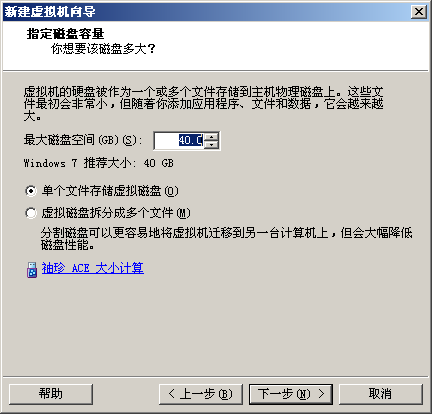 新建虚拟机向导
指定磁盘容量
你想要该磁盘多大?
虚拟机的硬盘被作为一个或多个文件存储到主机物理磁盘上。这些文
件最初会非常小,但随着你添加应用程序、文件和数据,它会越来越
大。
最大磁盘空间(GB)(S): 40.0
Windows 7 推荐大小: 40 GB
单个文件存储虚拟磁盘(O)
虚拟磁盘拆分成多个文件(M)
分割磁盘可以更容易地将虚拟机迁移到另一台计算机上,但会大幅降低
磁盘性能。
袖珍 ACE 大小计算
帮助 < 上一步(B) 下一步(N) > 取消